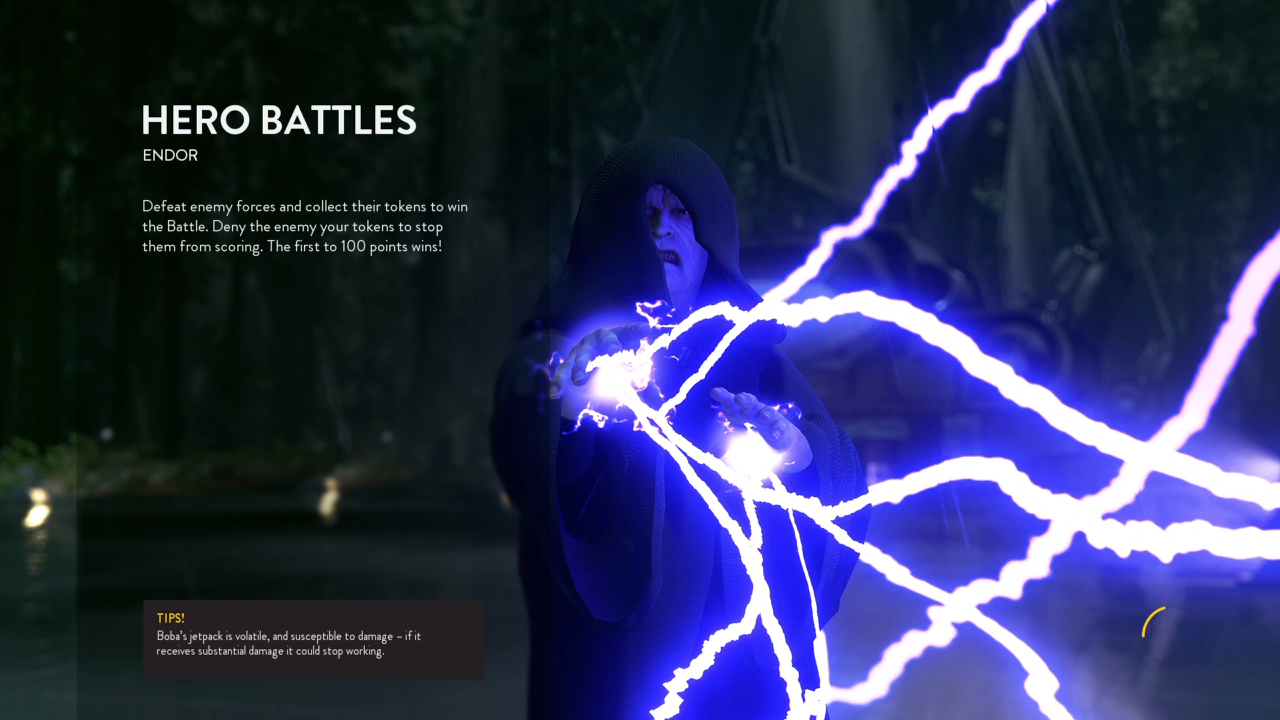 HERO BATTLES
ENDOR
Defeat enemy forces and collect their tokens to win
the Battle. Deny the enemy your tokens to stop
them from scoring. The first to 100 points wins!
TIPS!
Boba's jetpack is volatile, and susceptible to damage – if it
receives substantial damage it could stop working.